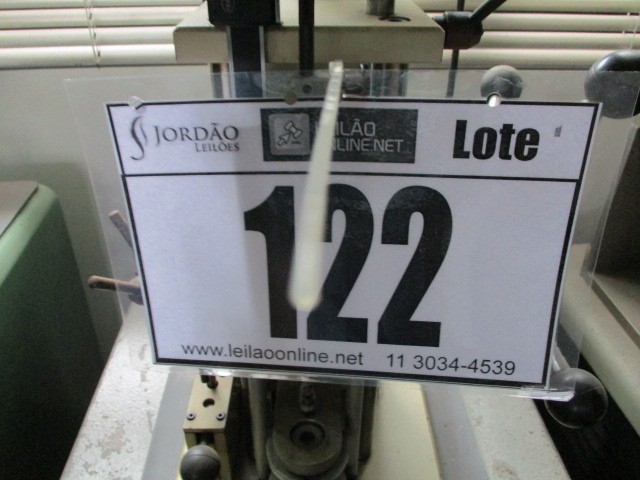 JORDÃO
LEILÕES
LEILÃO
ONLINE.NET
Lote
122
www.leilaoonline.net 11 3034-4539